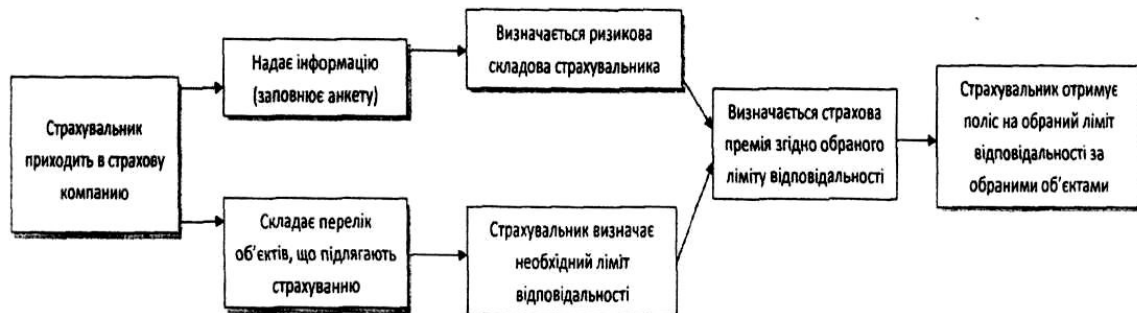 Страхувальник
приходить в страхову
компанію
Надає інформацію
(заповнює анкету)
Визначається ризикова
складова страхувальника
Складає перелік
об'єктів, що підлягають
страхуванню
Страхувальник визначає
необхідний ліміт
відповідальності
Визначається страхова
премія згідно обраного
ліміту відповідальності
Страхувальник отримує
поліс на обраний ліміт
відповідальності за
обраними об'єктами